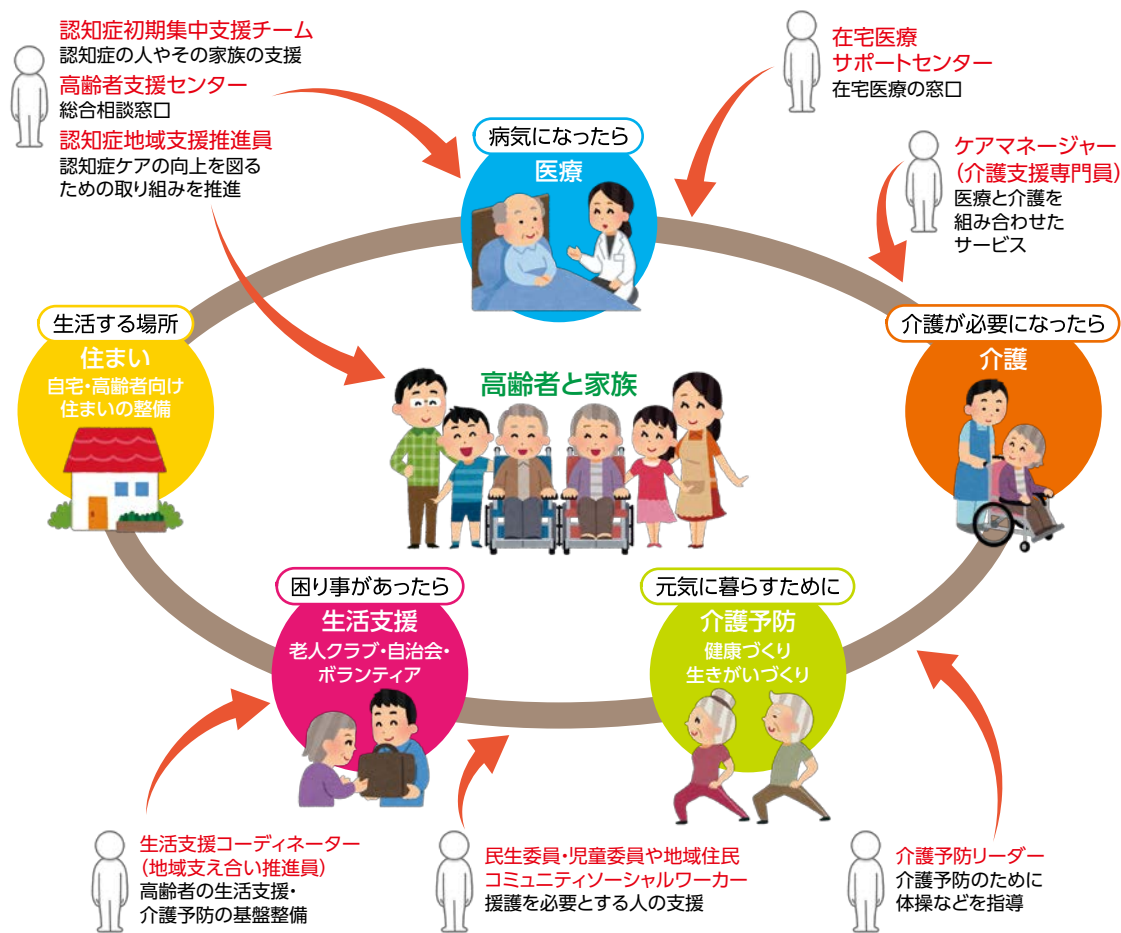 認知症初期集中支援チーム
認知症の人やその家族の支援
高齢者支援センター
総合相談窓口
認知症地域支援推進員
認知症ケアの向上を図る
ための取り組みを推進
在宅医療
サポートセンター
在宅医療の窓口
ケアマネージャー
(介護支援専門員)
医療と介護を
組み合わせた
サービス
病気になったら
医療
生活する場所
住まい
自宅・高齢者向け
住まいの整備
高齢者と家族
介護が必要になったら
介護
困り事があったら
生活支援
老人クラブ・自治会・
ボランティア
元気に暮らすために
介護予防
健康づくり
生きがいづくり
生活支援コーディネーター
(地域支え合い推進員)
高齢者の生活支援・
介護予防の基盤整備
民生委員・児童委員や地域住民
コミュニティソーシャルワーカー
援護を必要とする人の支援
介護予防リーダー
介護予防のために
体操などを指導